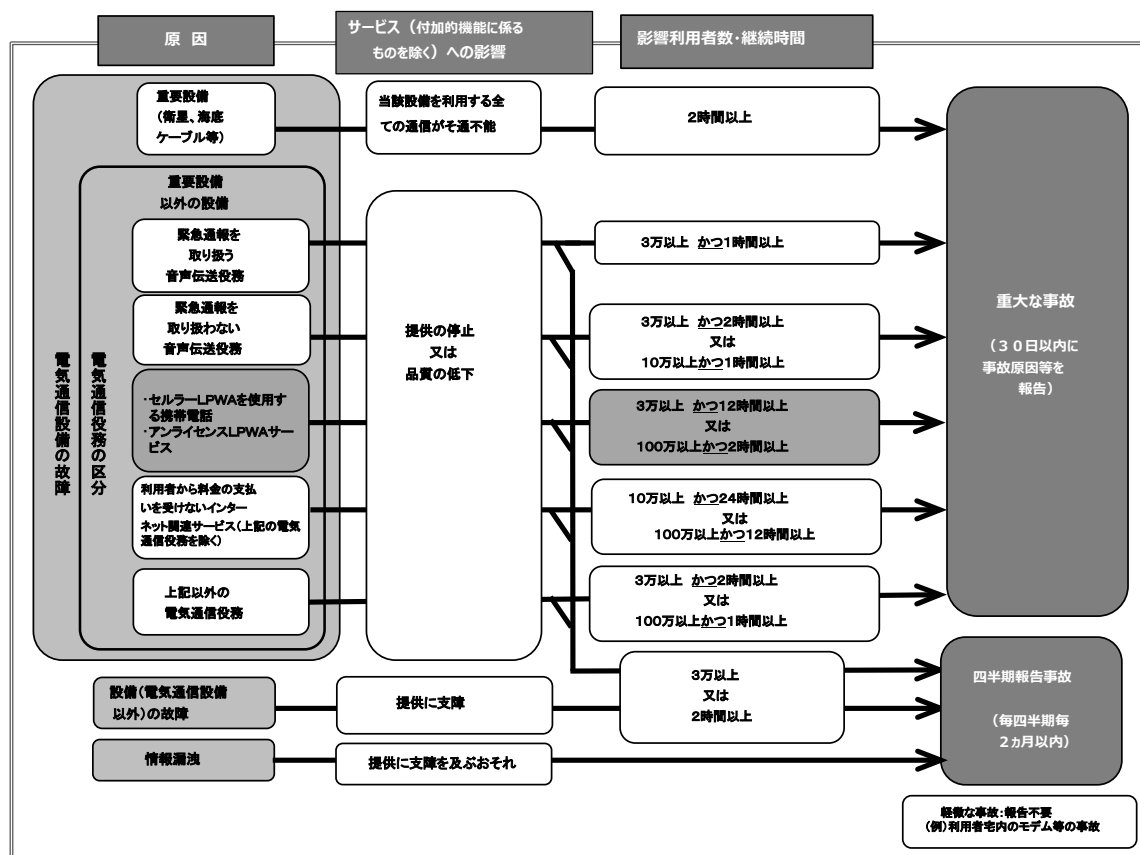 原 因
サービス（付加的機能に係る
ものを除く）への影響
影響利用者数・継続時間
重要設備
(衛星、海底
ケーブル等)
当該設備を利用する全
ての通信がそ通不能
2時間以上
重要設備
以外の設備
緊急通報を
取り扱う
音声伝送役務
3万以上 かつ1時間以上
緊急通報を
取り扱わない
音声伝送役務
提供の停止
又は
品質の低下
3万以上 かつ2時間以上
又は
10万以上かつ1時間以上
・セルラーLPWAを使用す
る携帯電話
・アンライセンスLPWAサー
ビス
3万以上 かつ12時間以上
又は
100万以上かつ2時間以上
利用者から料金の支払
いを受けないインター
ネット関連サービス(上記の電気
通信役務を除く)
10万以上 かつ24時間以上
又は
100万以上かつ12時間以上
上記以外の
電気通信役務
3万以上 かつ2時間以上
又は
100万以上かつ1時間以上
電気通信設備の故障
電気通信役務の区分
重大な事故
（３０日以内に
事故原因等を
報告）
設備(電気通信設備
以外)の故障
提供に支障
3万以上
又は
2時間以上
四半期報告事故
（毎四半期毎
２ヵ月以内）
情報漏洩
提供に支障を及ぶおそれ
軽微な事故:報告不要
(例)利用者宅内のモデム等の事故